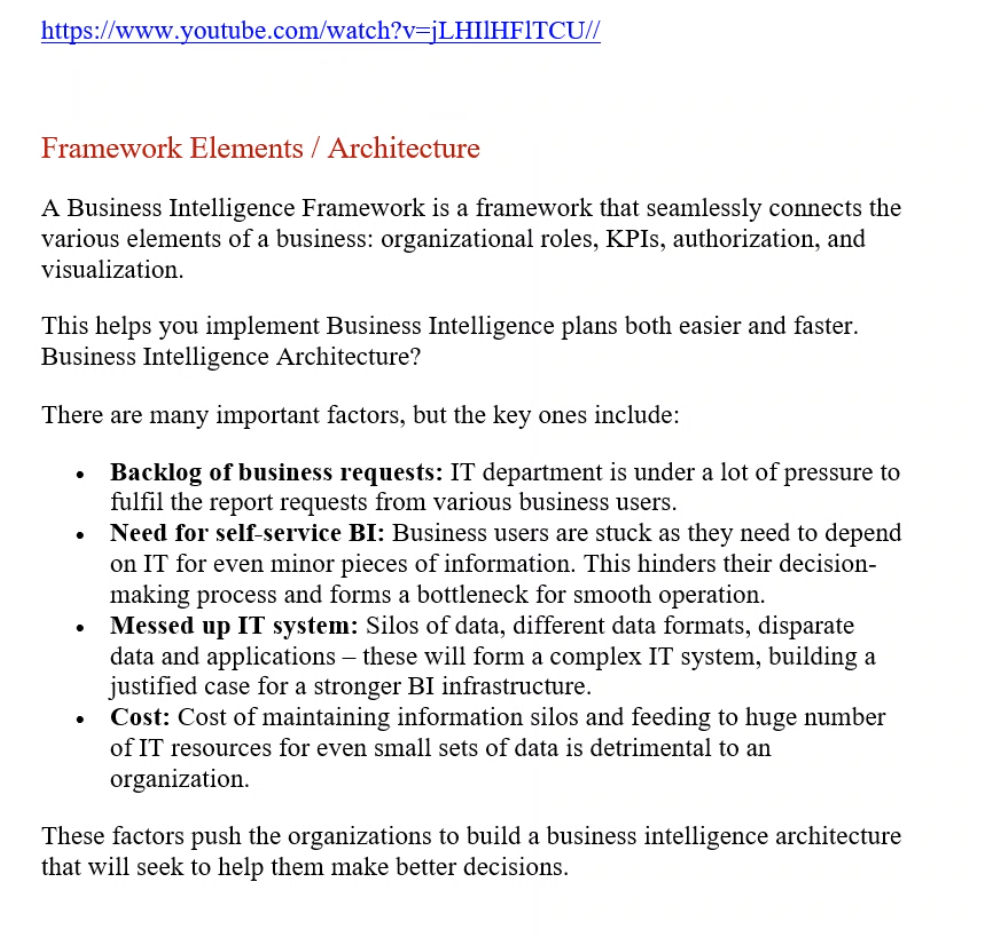 https://www.youtube.com/watch?v=jLHIlHFlTCU//
Framework Elements / Architecture
A Business Intelligence Framework is a framework that seamlessly connects the
various elements of a business: organizational roles, KPIs, authorization, and
visualization.
This helps you implement Business Intelligence plans both easier and faster.
Business Intelligence Architecture?
There are many important factors, but the key ones include:
• Backlog of business requests: IT department is under a lot of pressure to
fulfil the report requests from various business users.
• Need for self-service BI: Business users are stuck as they need to depend
on IT for even minor pieces of information. This hinders their decision-
making process and forms a bottleneck for smooth operation.
• Messed up IT system: Silos of data, different data formats, disparate
data and applications – these will form a complex IT system, building a
justified case for a stronger BI infrastructure.
• Cost: Cost of maintaining information silos and feeding to huge number
of IT resources for even small sets of data is detrimental to an
organization.
These factors push the organizations to build a business intelligence architecture
that will seek to help them make better decisions.